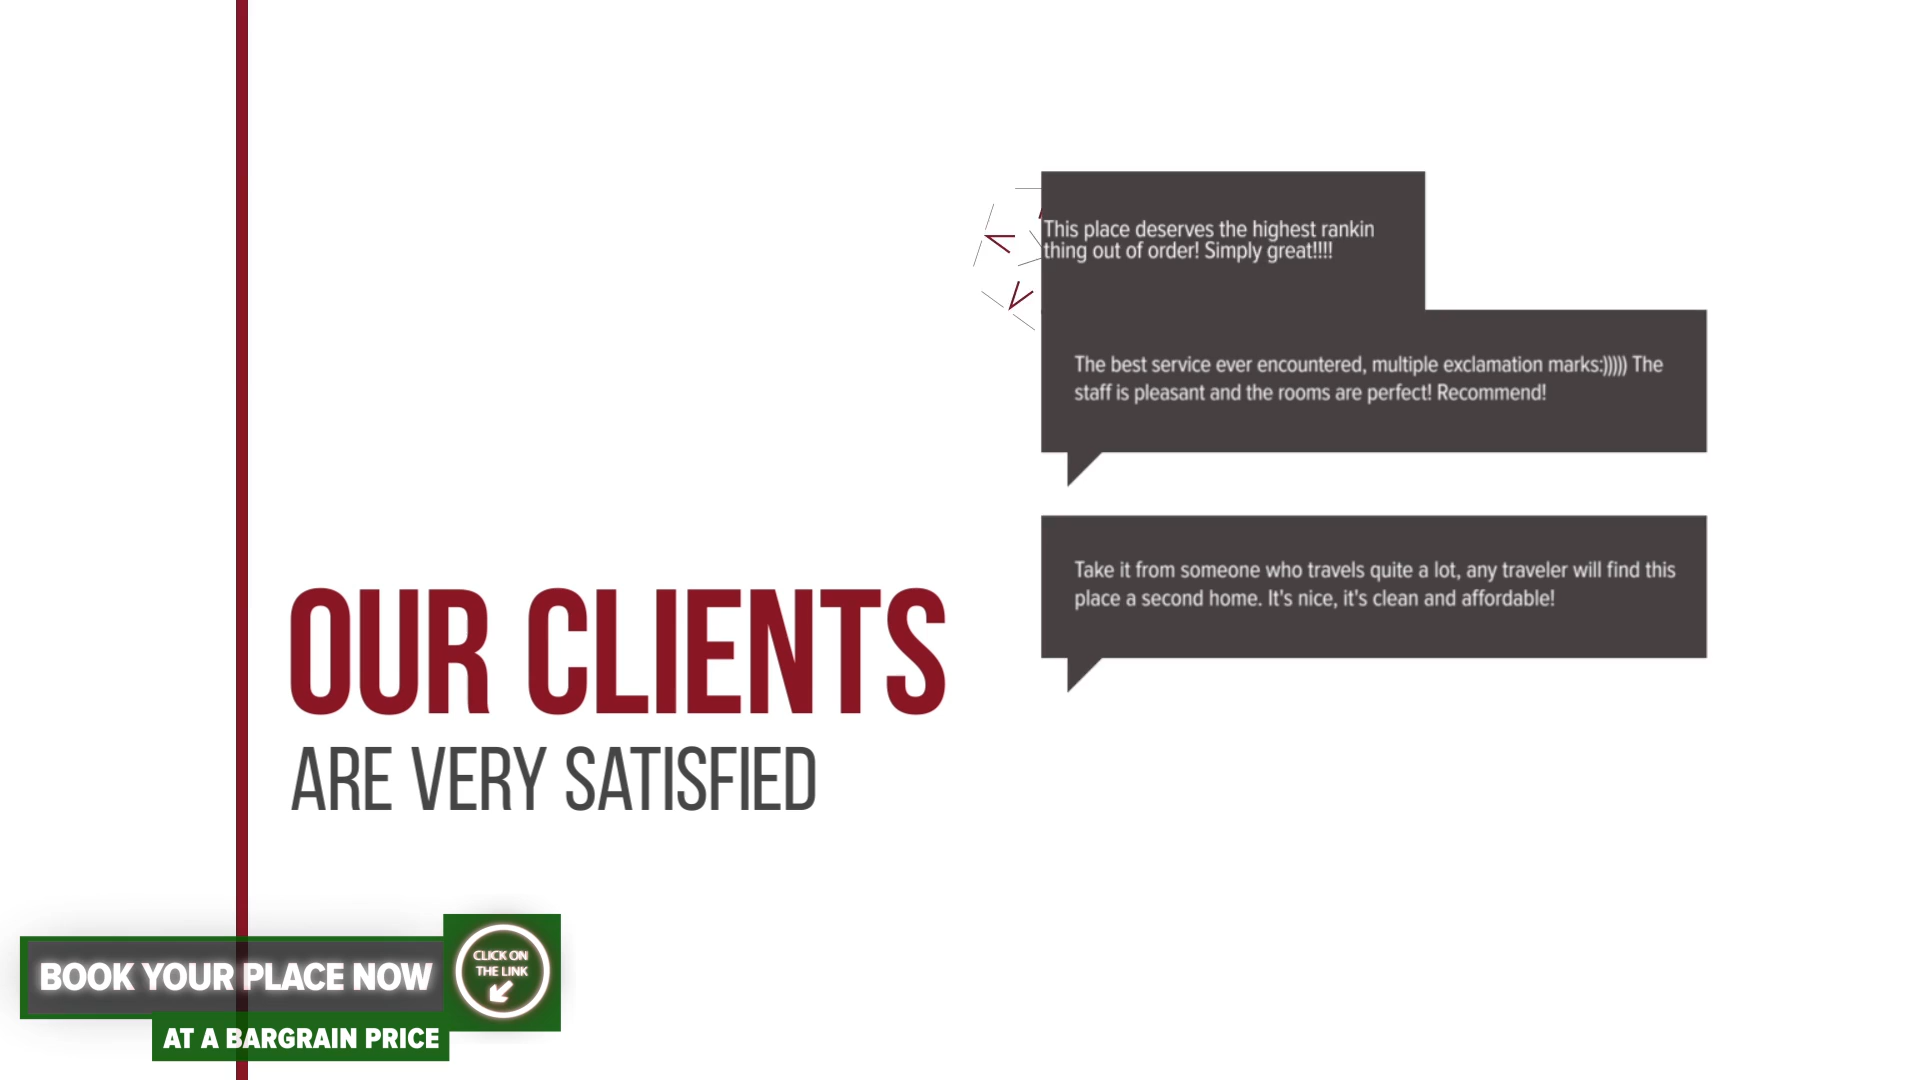 This place deserves the highest rankin
thing out of order! Simply great!!!!
The best service ever encountered, multiple exclamation marks:))))) The
staff is pleasant and the rooms are perfect! Recommend!
Take it from someone who travels quite a lot, any traveler will find this
place a second home. It's nice, it's clean and affordable!
OUR CLIENTS
ARE VERY SATISFIED
BOOK YOUR PLACE NOW
CLICK ON
THE LINK
AT A BARGRAIN PRICE